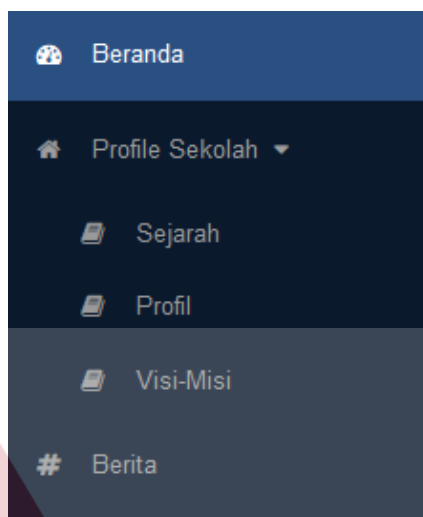 Beranda
Profile Sekolah
Sejarah
Profil
Visi-Misi
Berita